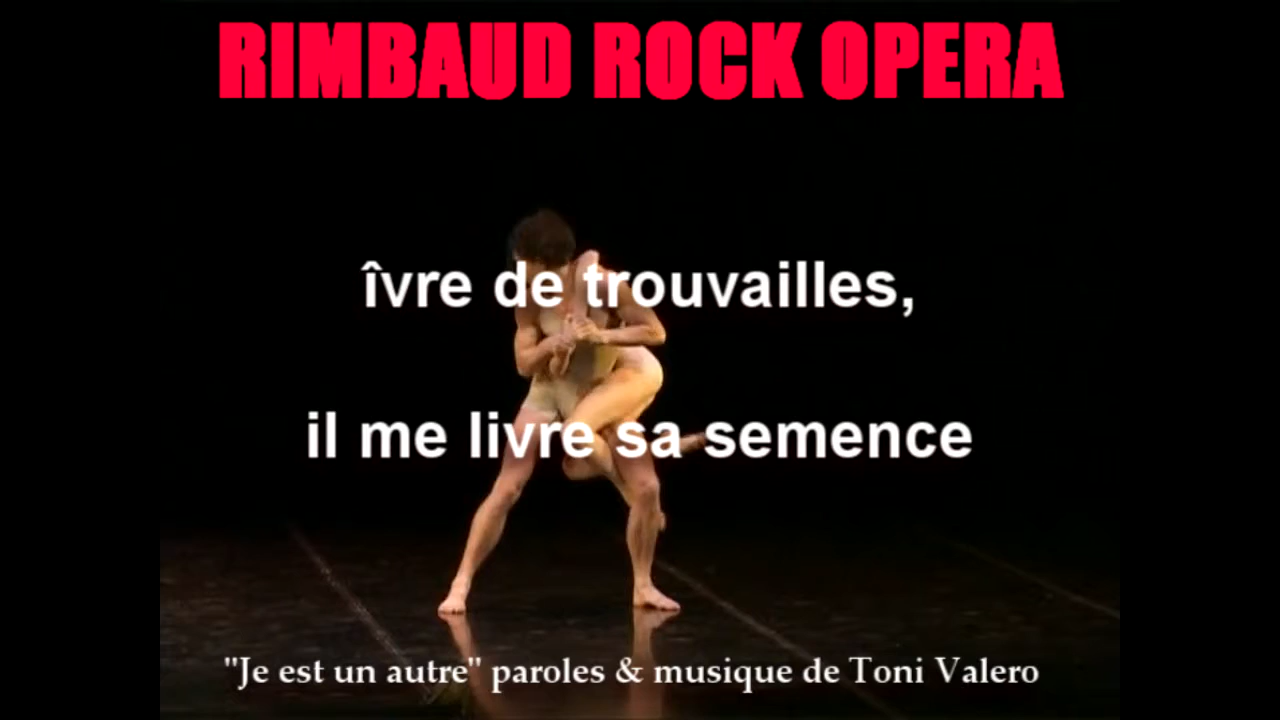 RIMBAUD ROCK OPERA
îvre de trouvailles,
il me livre sa semence
"Je est un autre" paroles & musique de Toni Valero